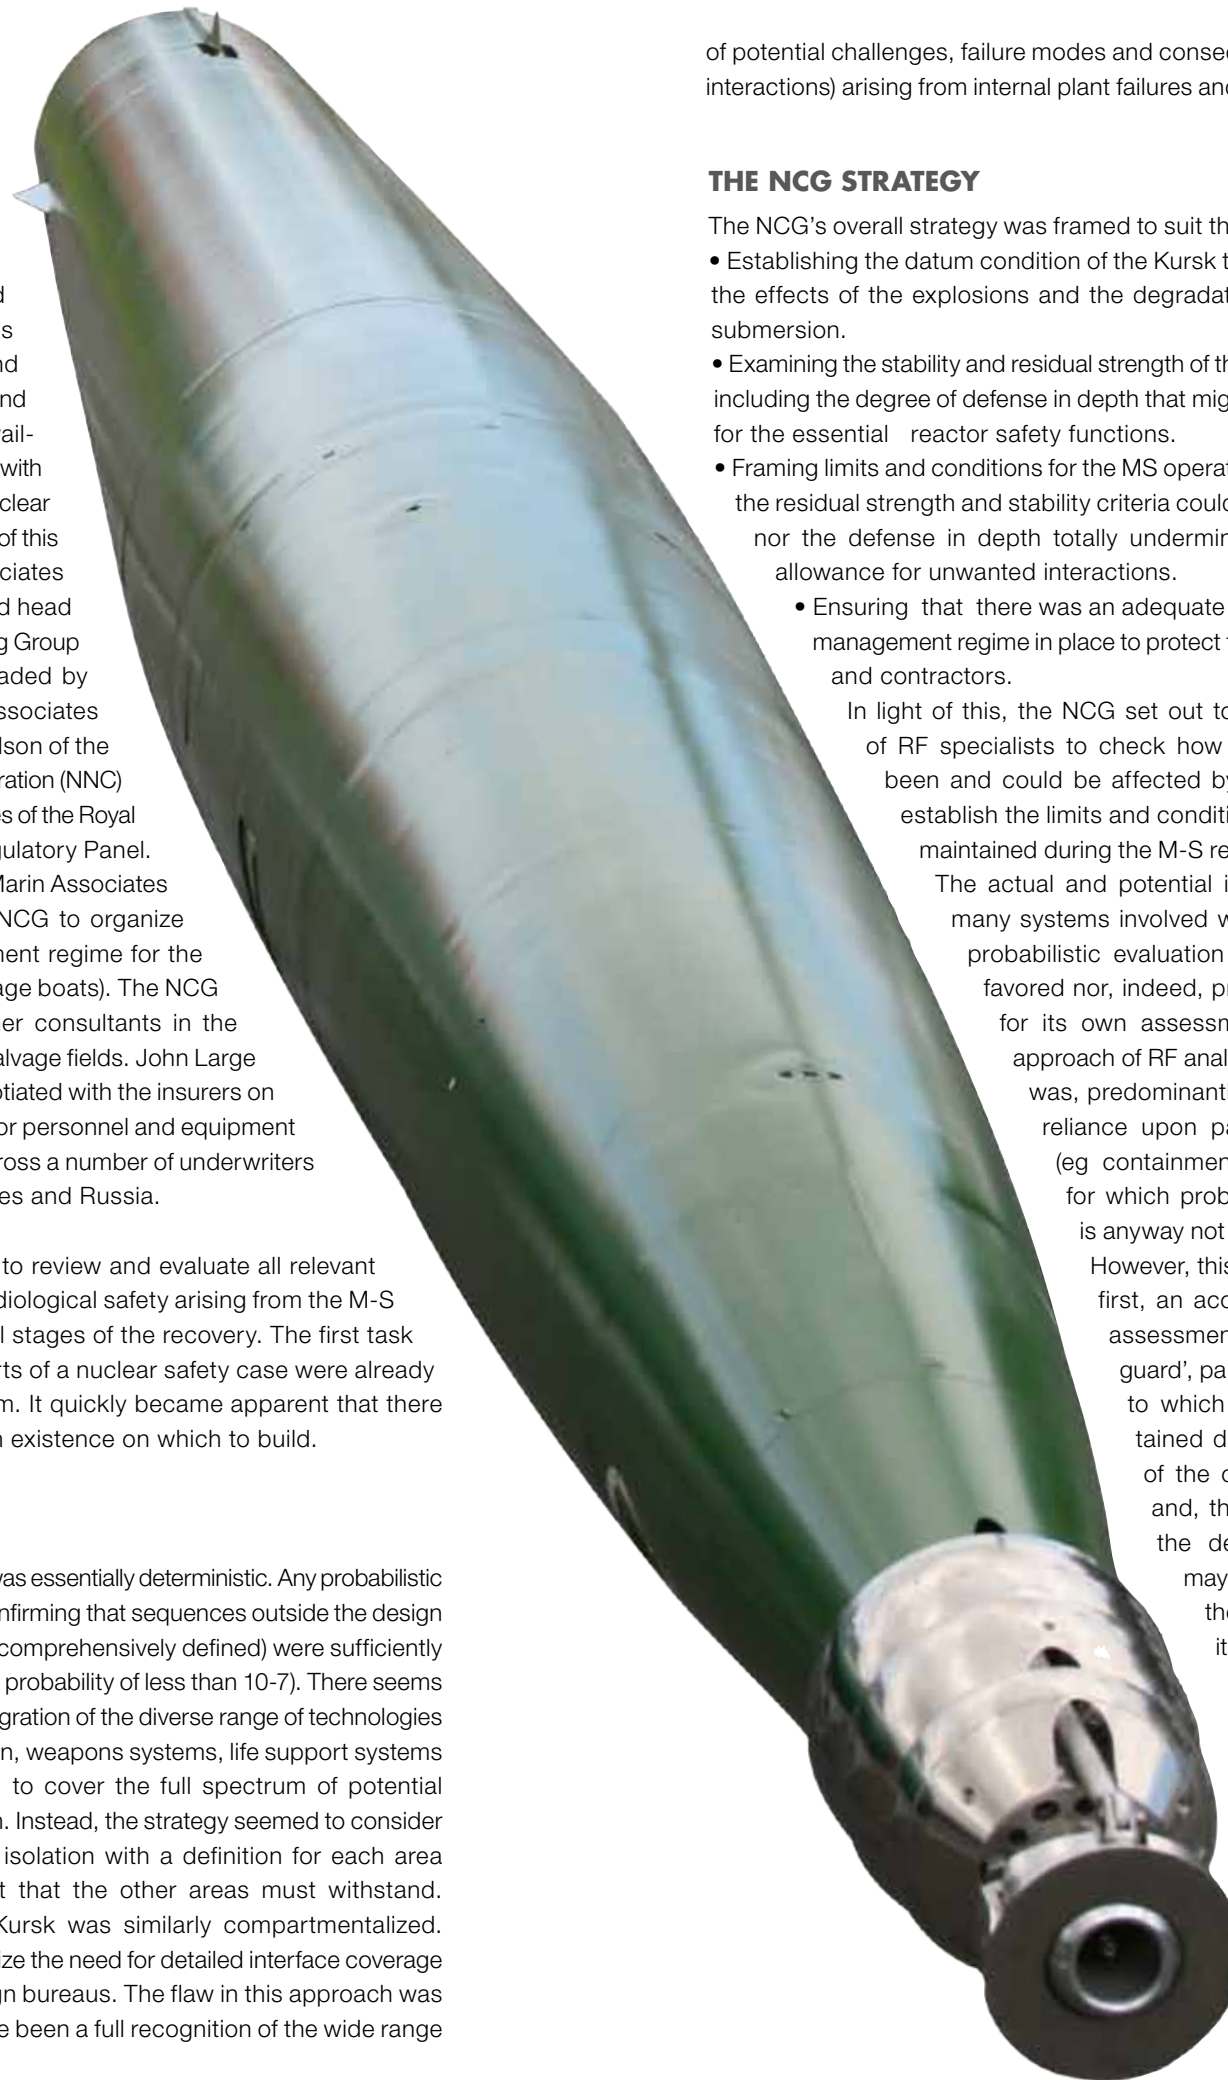 d
s
nd
nd
ail-
with
clear
of this
ciates
d head
g Group
aded by
ssociates
lson of the
ration (NNC)
es of the Royal
gulatory Panel.
Marin Associates
NCG to organize
ment regime for the
age boats). The NCG
er consultants in the
alvage fields. John Large
otiated with the insurers on
or personnel and equipment
ross a number of underwriters
es and Russia.
to review and evaluate all relevant
diological safety arising from the M-S
l stages of the recovery. The first task
rts of a nuclear safety case were already
m. It quickly became apparent that there
n existence on which to build.
was essentially deterministic. Any probabilistic
nfirming that sequences outside the design
comprehensively defined) were sufficiently
probability of less than 10-7). There seems
gration of the diverse range of technologies
n, weapons systems, life support systems
to cover the full spectrum of potential
n. Instead, the strategy seemed to consider
isolation with a definition for each area
t that the other areas must withstand.
Kursk was similarly compartmentalized.
ize the need for detailed interface coverage
gn bureaus. The flaw in this approach was
e been a full recognition of the wide range
of potential challenges, failure modes and conse
interactions) arising from internal plant failures and
THE NCG STRATEGY
The NCG's overall strategy was framed to suit th
• Establishing the datum condition of the Kursk t
the effects of the explosions and the degradat
submersion.
• Examining the stability and residual strength of th
including the degree of defense in depth that mig
for the essential reactor safety functions.
• Framing limits and conditions for the MS operat
the residual strength and stability criteria could
nor the defense in depth totally undermin
allowance for unwanted interactions.
• Ensuring that there was an adequate
management regime in place to protect t
and contractors.
In light of this, the NCG set out to
of RF specialists to check how
been and could be affected by
establish the limits and conditi
maintained during the M-S re
The actual and potential i
many systems involved w
probabilistic evaluation
favored nor, indeed, pr
for its own assessm
approach of RF anal
was, predominant
reliance upon pa
(eg containmen
for which prob
is anyway not
However, this
first, an acc
assessmen
guard', pa
to which
tained d
of the c
and, th
the de
may
the
it